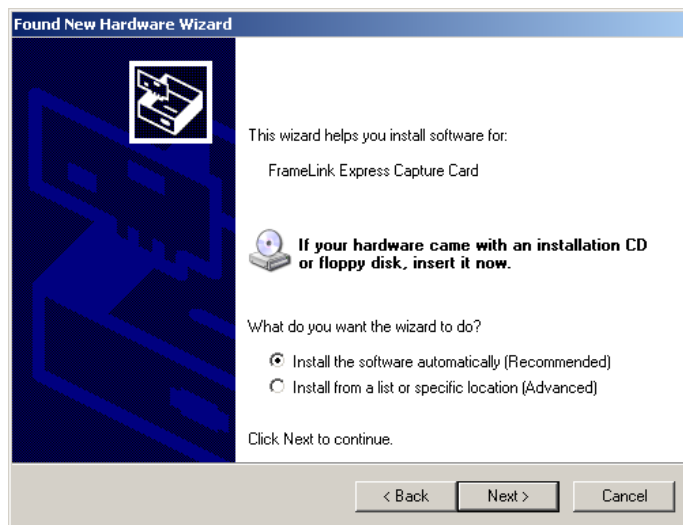 Found New Hardware Wizard
This wizard helps you install software for:
FrameLink Express Capture Card
If your hardware came with an installation CD
or floppy disk, insert it now.
What do you want the wizard to do?
Install the software automatically (Recommended)
Install from a list or specific location (Advanced)
Click Next to continue.
< Back
Next >
Cancel